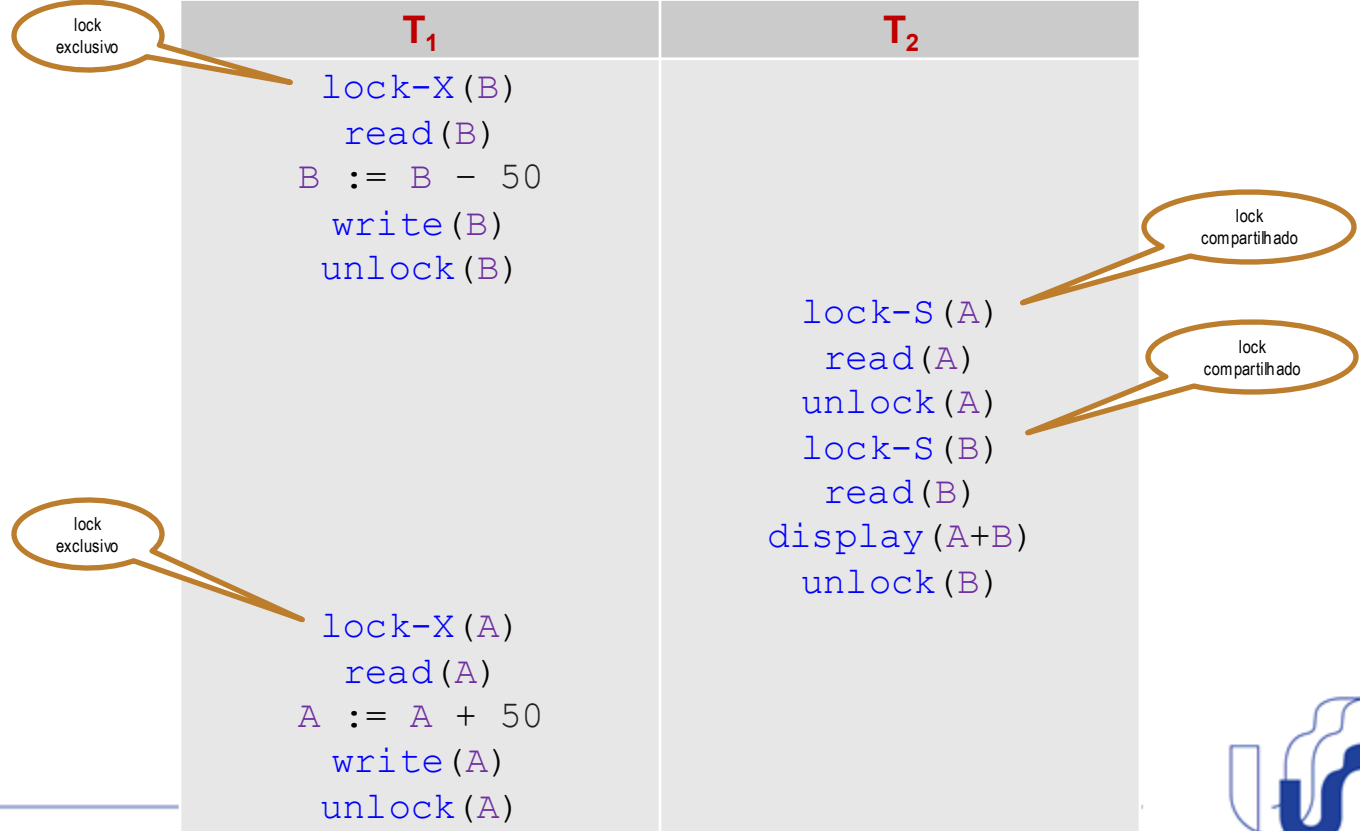 lock
exclusivo
T1
T2
lock-X(B)
read(B)
B := B - 50
write(B)
unlock(B)
lock
compartilhado
lock-S(A)
read(A)
unlock(A)
lock
compartilhado
lock-S(B)
read(B)
display(A+B)
unlock(B)
lock
exclusivo
lock-X(A)
read(A)
A := A + 50
write(A)
unlock(A)